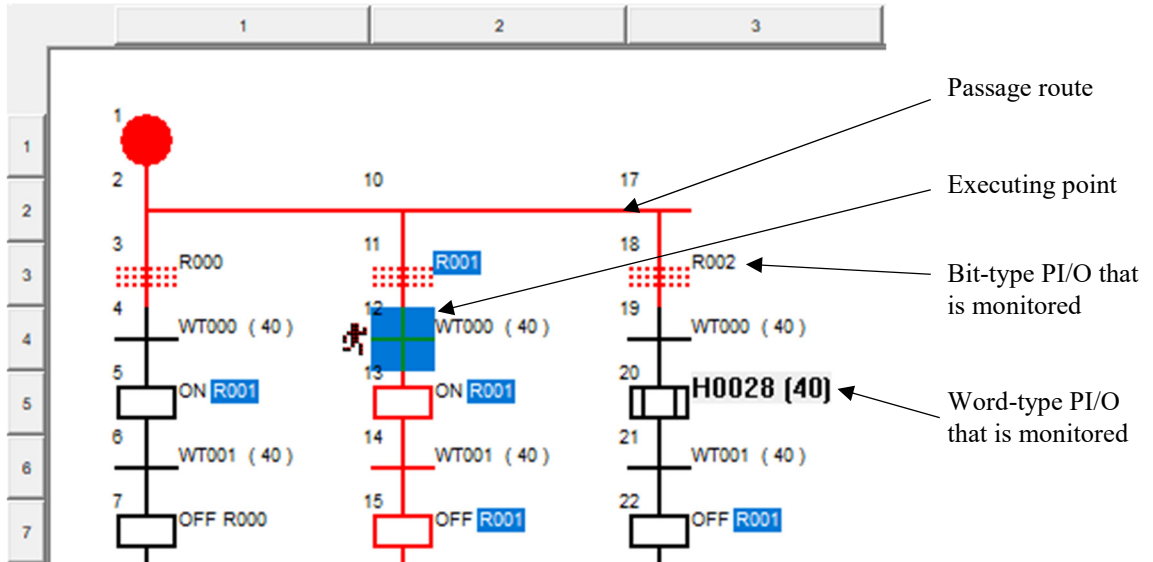 1 2 3
Passage route
1
1
2 10 17
Executing point
2
3 11 18
R000 R001 R002
3
Bit-type PI/O that
is monitored
4 12 19
WT000 ( 40 ) WT000 ( 40 ) WT000 ( 40 )
4
5 13 20
ON R001 ON R001 H0028 (40)
5
Word-type PI/O
that is monitored
6 14 21
WT001 ( 40 ) WT001 ( 40 ) WT001 ( 40 )
6
7 15 22
OFF R000 OFF R001 OFF R001
7